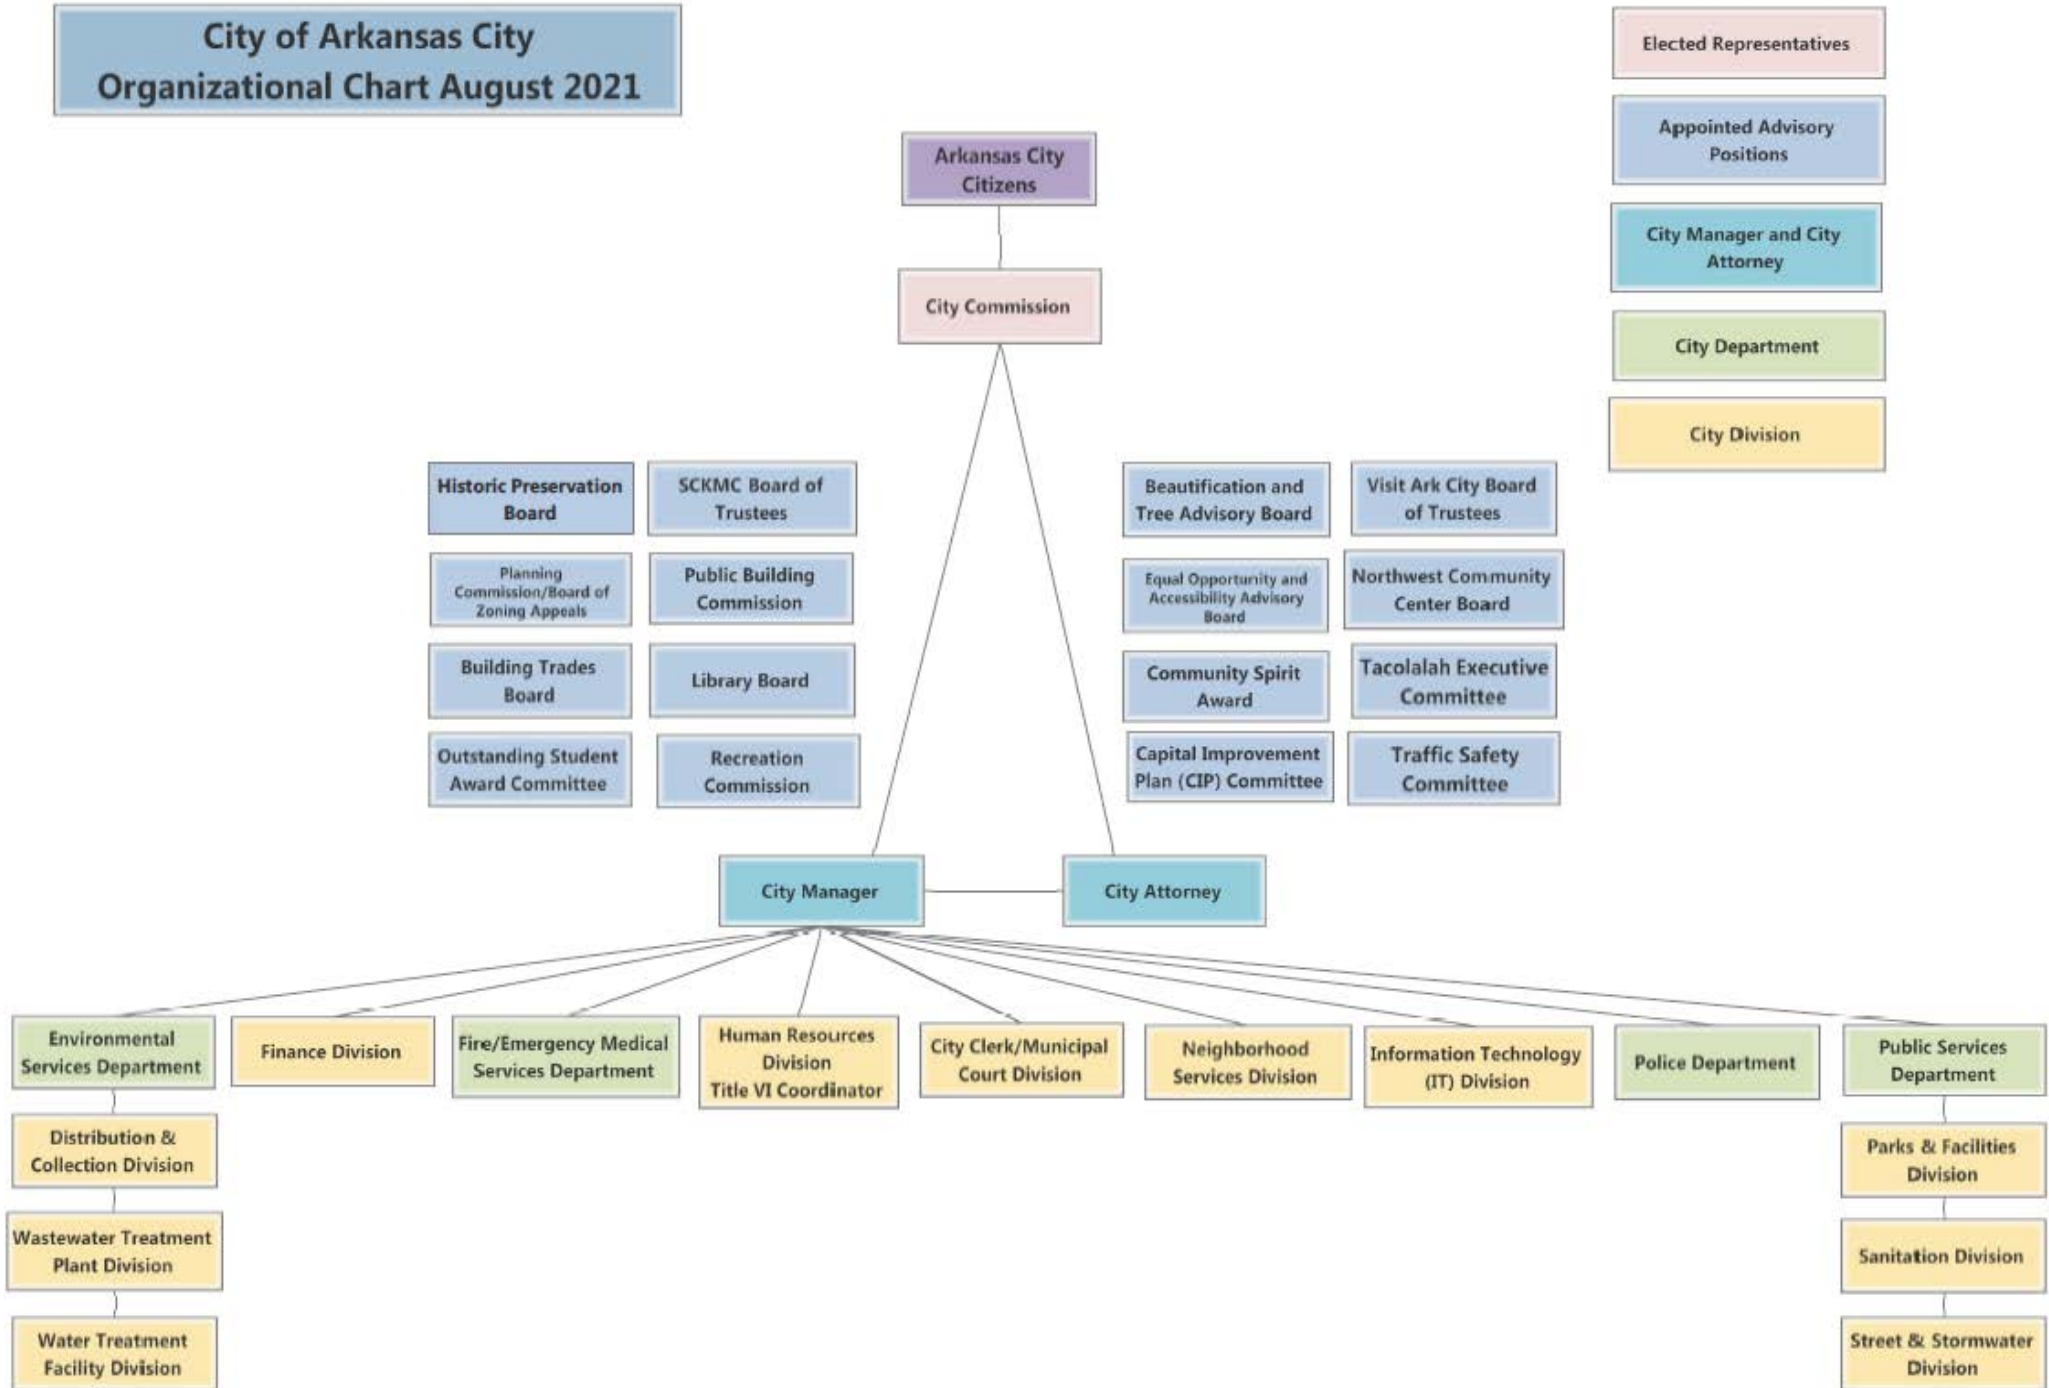 City of Arkansas City
Organizational Chart August 2021
Elected Representatives
Appointed Advisory
Positions
City Manager and City
Attorney
City Department
City Division
Arkansas City
Citizens
City Commission
Historic Preservation
Board
SCKMC Board of
Trustees
Planning
Commission/Board of
Zoning Appeals
Public Building
Commission
Building Trades
Board
Library Board
Outstanding Student
Award Committee
Recreation
Commission
Beautification and
Tree Advisory Board
Visit Ark City Board
of Trustees
Equal Opportunity and
Accessibility Advisory
Board
Northwest Community
Center Board
Community Spirit
Award
Tacolalah Executive
Committee
Capital Improvement
Plan (CIP) Committee
Traffic Safety
Committee
City Manager
City Attorney
Environmental
Services Department
Finance Division
Fire/Emergency Medical
Services Department
Human Resources
Division
Title VI Coordinator
City Clerk/Municipal
Court Division
Neighborhood
Services Division
Information Technology
(IT) Division
Police Department
Public Services
Department
Distribution &
Collection Division
Wastewater Treatment
Plant Division
Water Treatment
Facility Division
Parks & Facilities
Division
Sanitation Division
Street & Stormwater
Division